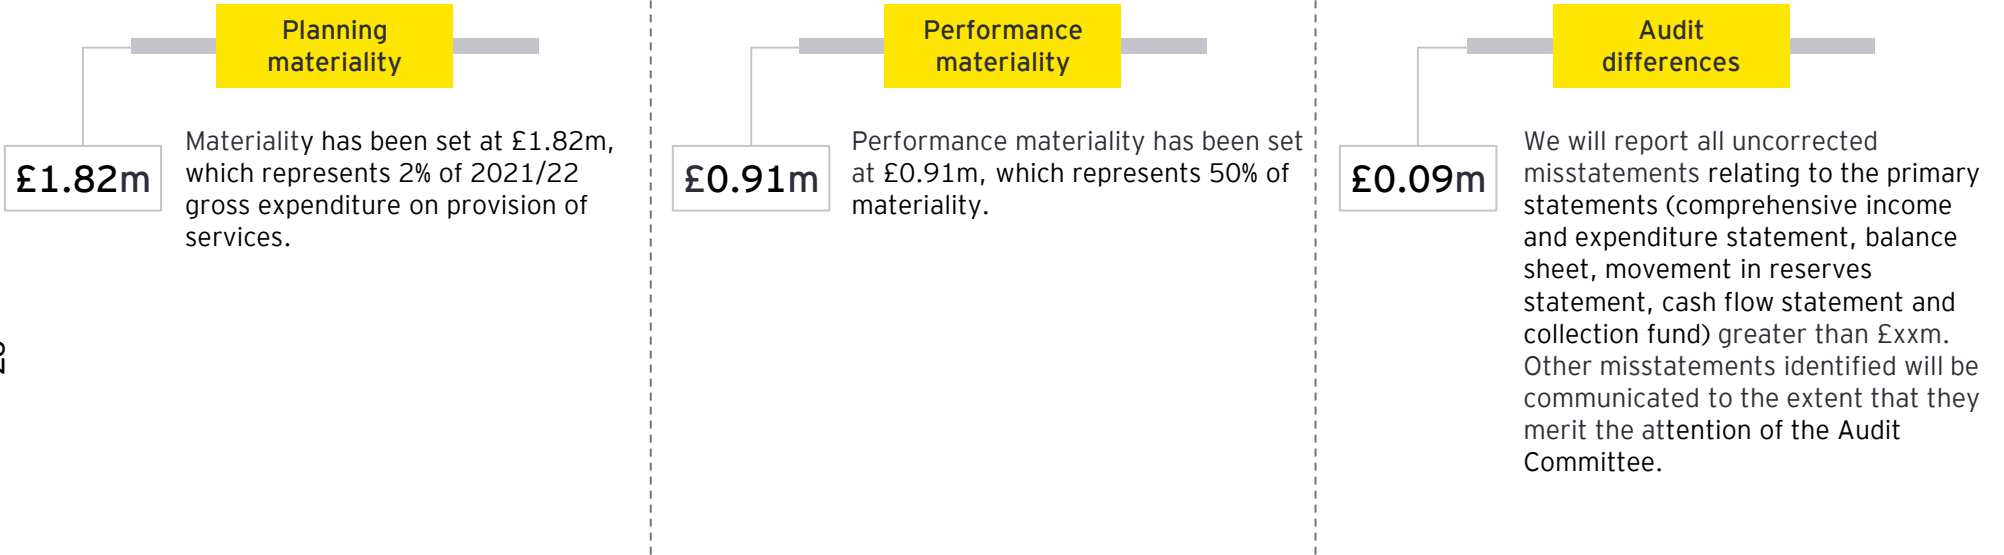 Planning
materiality
£1.82m
Materiality has been set at £1.82m,
which represents 2% of 2021/22
gross expenditure on provision of
services.
Performance
materiality
£0.91m
Performance materiality has been set
at £0.91m, which represents 50% of
materiality.
Audit
differences
£0.09m
We will report all uncorrected
misstatements relating to the primary
statements (comprehensive income
and expenditure statement, balance
sheet, movement in reserves
statement, cash flow statement and
collection fund) greater than £xxm.
Other misstatements identified will be
communicated to the extent that they
merit the attention of the Audit
Committee.